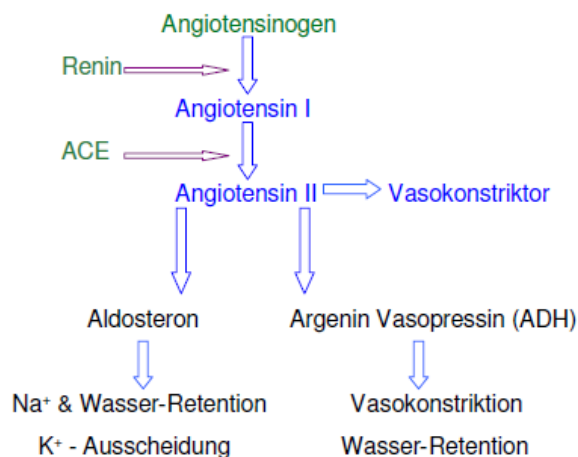 Angiotensinogen
Renin
Angiotensin I
ACE
Angiotensin II
Vasokonstriktor
Aldosteron
Argenin Vasopressin (ADH)
Na⁺ & Wasser-Retention
Vasokonstriktion
K⁺ - Ausscheidung
Wasser-Retention